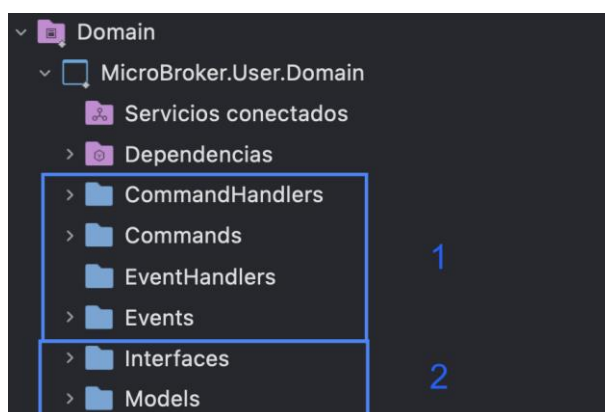 Domain
MicroBroker.User.Domain
Servicios conectados
Dependencias
CommandHandlers
Commands
1
EventHandlers
Events
Interfaces
2
Models